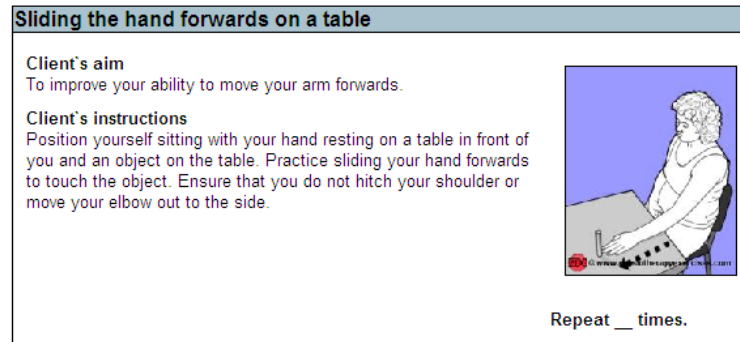 Sliding the hand forwards on a table
Client`s aim
To improve your ability to move your arm forwards.
Client`s instructions
Position yourself sitting with your hand resting on a table in front of
you and an object on the table. Practice sliding your hand forwards
to touch the object. Ensure that you do not hitch your shoulder or
move your elbow out to the side.
Repeat __ times.